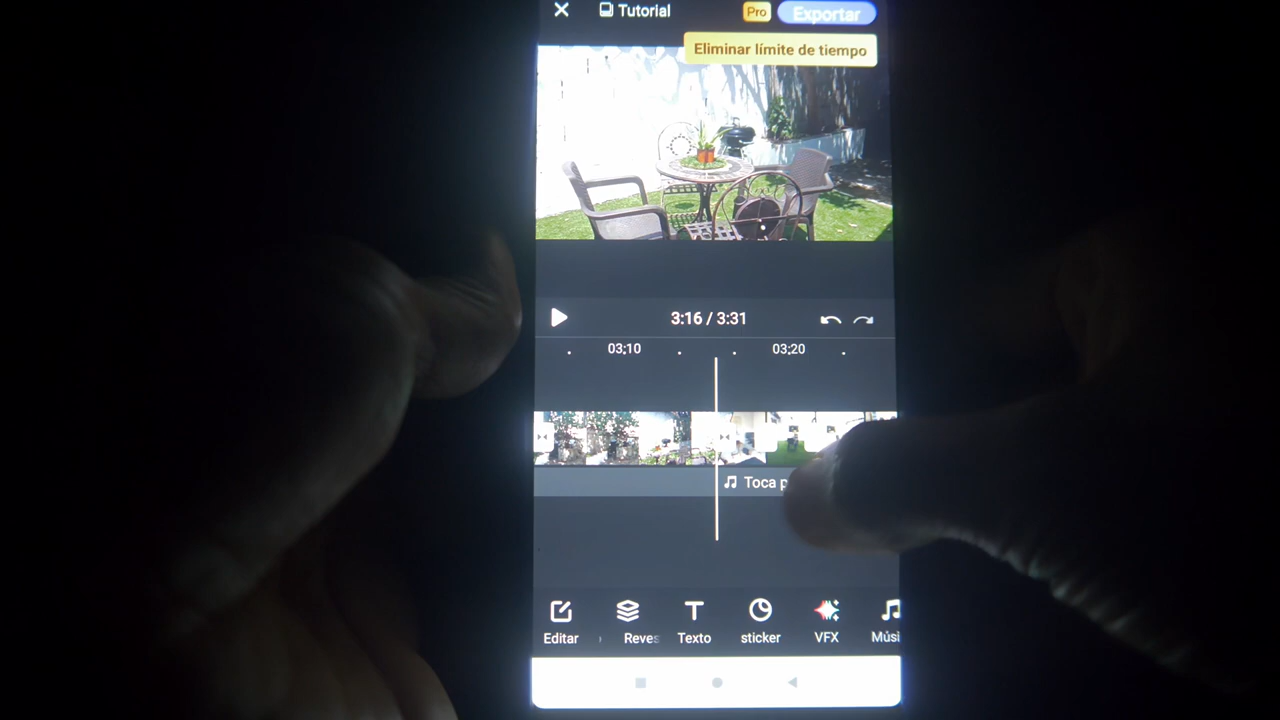 Tutorial
Pro
Exportar
Eliminar límite de tiempo
3:16 / 3:31
03:10
03:20
Toca p
Editar
Reves
Texto
sticker
VFX
Músi